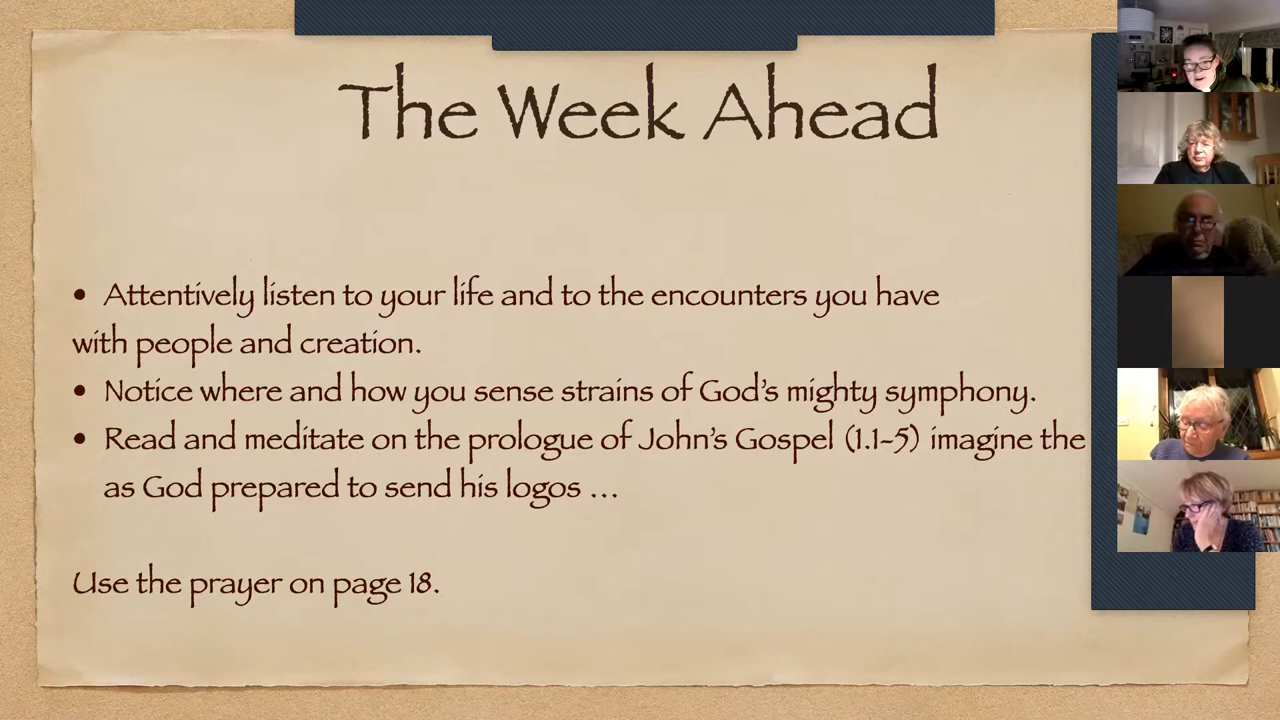 The Week Ahead
• Attentively listen to your life and to the encounters you have
with people and creation.
• Notice where and how you sense strains of God's mighty symphony.
• Read and meditate on the prologue of John's Gospel (1.1-5) imagine the
as God prepared to send his logos ...
Use the prayer on page 18.